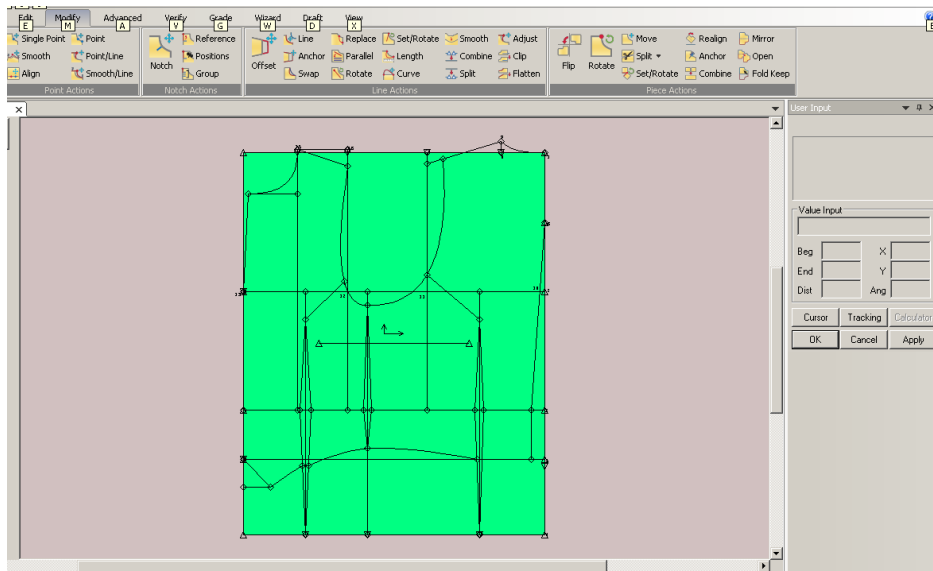 Edit Modify Advanced Verify Grade Wizard Draft View
E M A Y G W D X
Single Point Point Reference Line Replace Set/Rotate Smooth Adjust Move Realign Mirror
Smooth Point/Line Positions Anchor Parallel Length Combine Clip Split Anchor Open
Align Smooth/Line Notch Group Offset Swap Rotate Curve Split Flatten Flip Rotate Set/Rotate Combine Fold Keep
Point Actions Notch Actions Line Actions Piece Actions
User Input
Value Input
Beg X
End Y
Dist Ang
Cursor Tracking Calculator
OK Cancel Apply